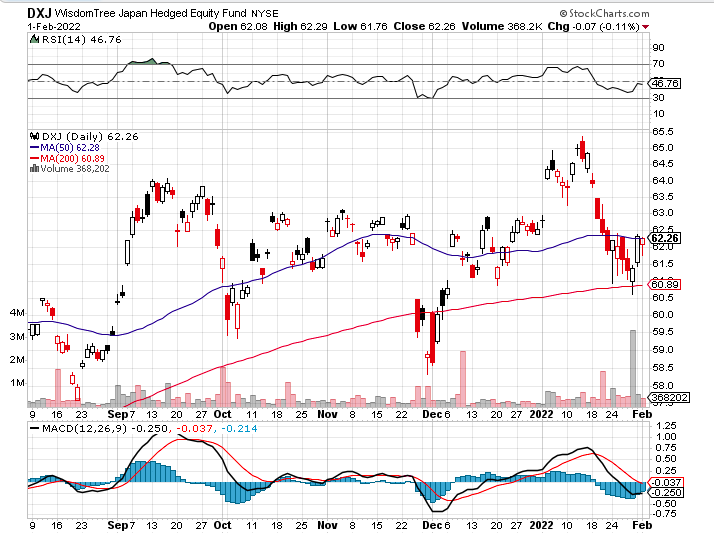 DXJ WisdomTree Japan Hedged Equity Fund NYSE © StockCharts.com
1-Feb-2022 Open 62.08 High 62.29 Low 61.76 Close 62.26 Volume 368.2K Chg -0.07 (-0.11%)
RSI(14) 46.76
90
70
50
46.76
30
10
DXJ (Daily) 62.26
MA(50) 62.28
MA(200) 60.89
Volume 368,202
65.5
65.0
64.5
64.0
63.5
63.0
62.5
62.26
62.0
61.5
60.89
60.5
60.0
59.5
59.0
58.5
58.0
57.5
368202
4M
3M
2M
1M
9 16 23 Sep 7 13 20 27 Oct 11 18 25 Nov 8 15 22 Dec 6 13 20 27 2022 10 18 24 Feb
MACD(12,26,9) -0.250, -0.037, -0.214
1.25
1.00
0.75
0.50
0.25
-0.037
-0.250
-0.50
-0.75
9 16 23 Sep 7 13 20 27 Oct 11 18 25 Nov 8 15 22 Dec 6 13 20 27 2022 10 18 24 Feb